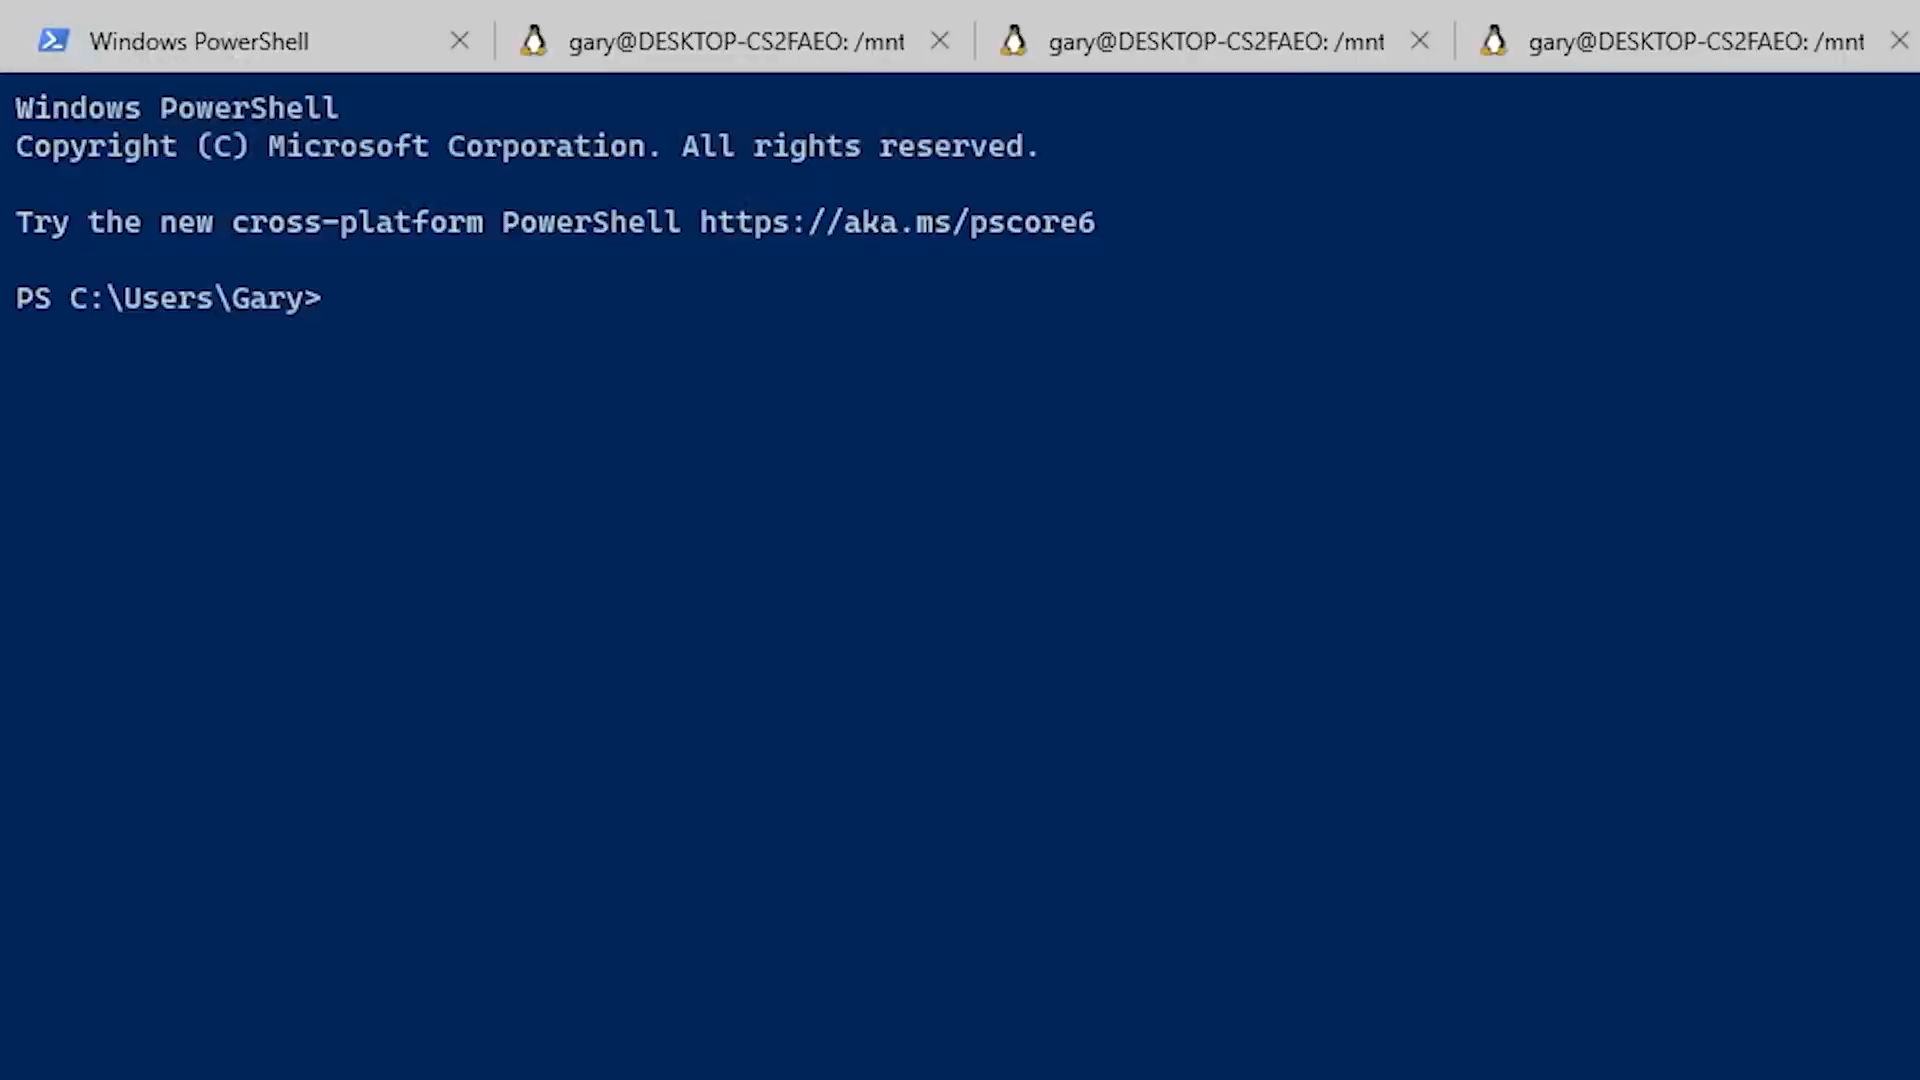 Windows PowerShell
gary@DESKTOP-CS2FAEO: /mnt
gary@DESKTOP-CS2FAEO: /mnt
gary@DESKTOP-CS2FAEO: /mnt
Windows PowerShell
Copyright (C) Microsoft Corporation. All rights reserved.
Try the new cross-platform PowerShell https://aka.ms/pscore6
PS C:\Users\Gary>